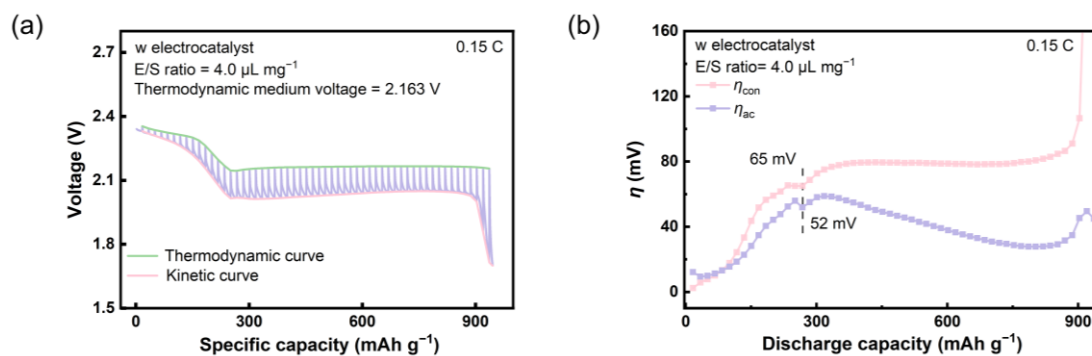 (a)
w electrocatalyst
0.15 C
E/S ratio = 4.0 μL mg⁻¹
Thermodynamic medium voltage = 2.163 V
2.7
2.4
2.1
1.8
1.5
Voltage (V)
Thermodynamic curve
Kinetic curve
0 300 600 900
Specific capacity (mAh g⁻¹)
(b)
w electrocatalyst
0.15 C
E/S ratio= 4.0 μL mg⁻¹
η_con
η_ac
160
120
80
40
0
η (mV)
65 mV
52 mV
0 300 600 900
Discharge capacity (mAh g⁻¹)